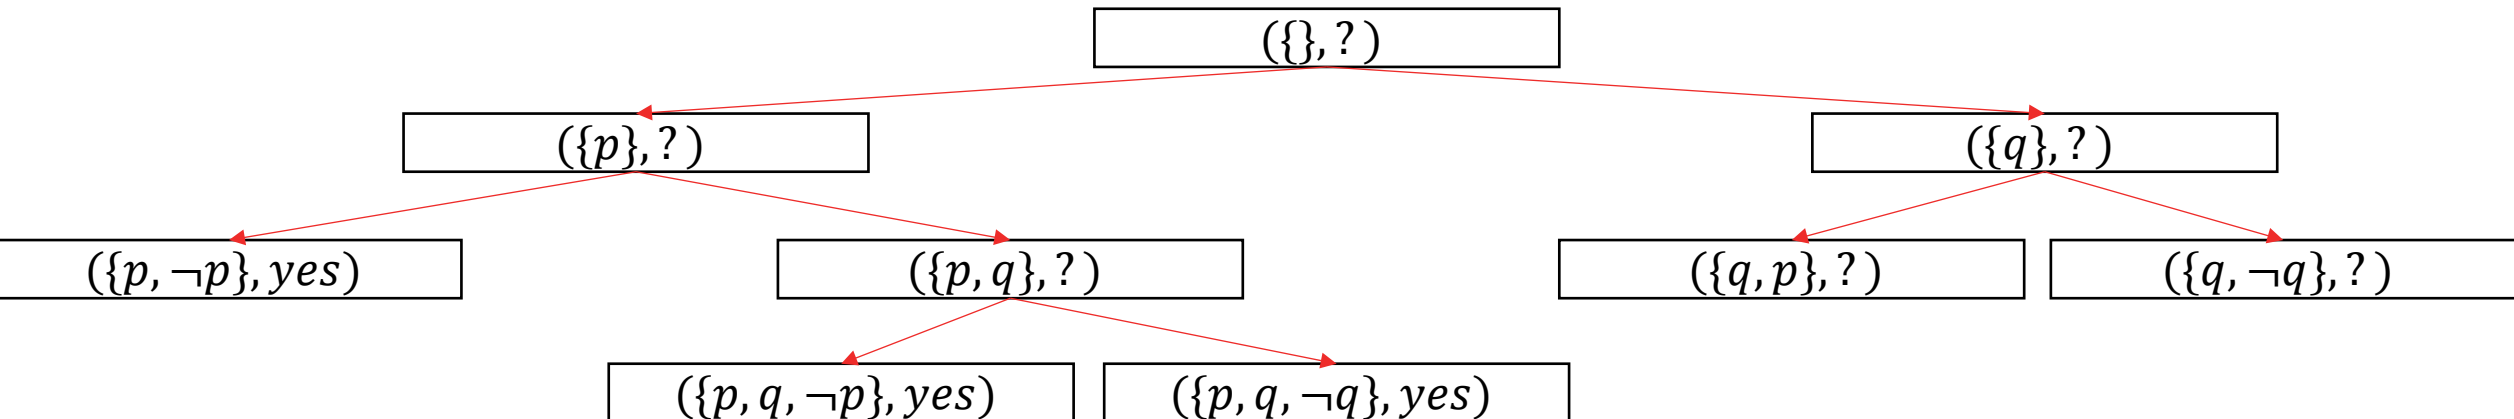 ({}, ? )
({p}, ? )
({q}, ? )
({p, ¬p}, yes)
({p, q}, ? )
({q, p}, ? )
({q, ¬q}, ? )
({p, q, ¬p}, yes)
({p, q, ¬q}, yes)